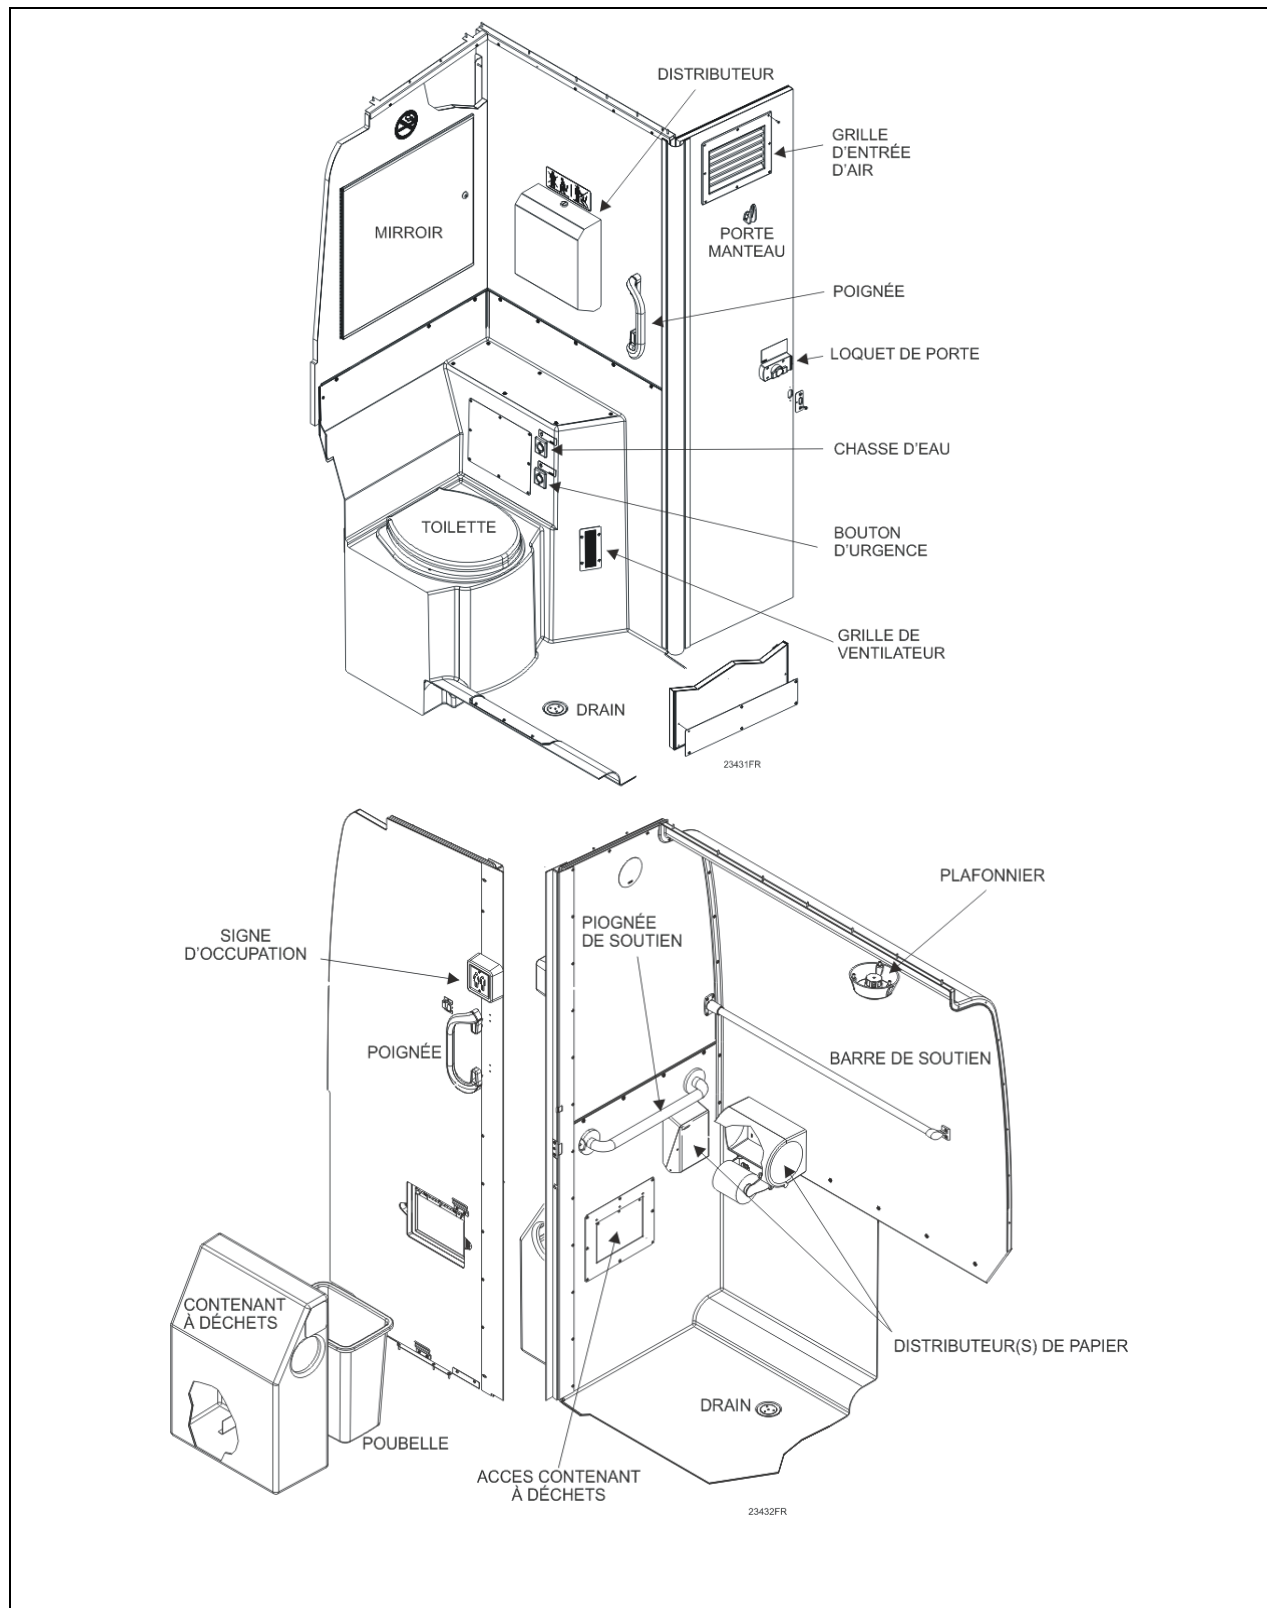 DISTRIBUTEUR
GRILLE
D'ENTRÉE
D'AIR
MIRROIR
PORTE
MANTEAU
POIGNÉE
LOQUET DE PORTE
CHASSE D'EAU
TOILETTE
BOUTON
D'URGENCE
GRILLE DE
VENTILATEUR
DRAIN
23431FR
PLAFONNIER
PIOGNÉE
DE SOUTIEN
SIGNE
D'OCCUPATION
POIGNÉE
BARRE DE SOUTIEN
CONTENANT
À DÉCHETS
DISTRIBUTEUR(S) DE PAPIER
DRAIN
POUBELLE
ACCES CONTENANT
À DÉCHETS
23432FR